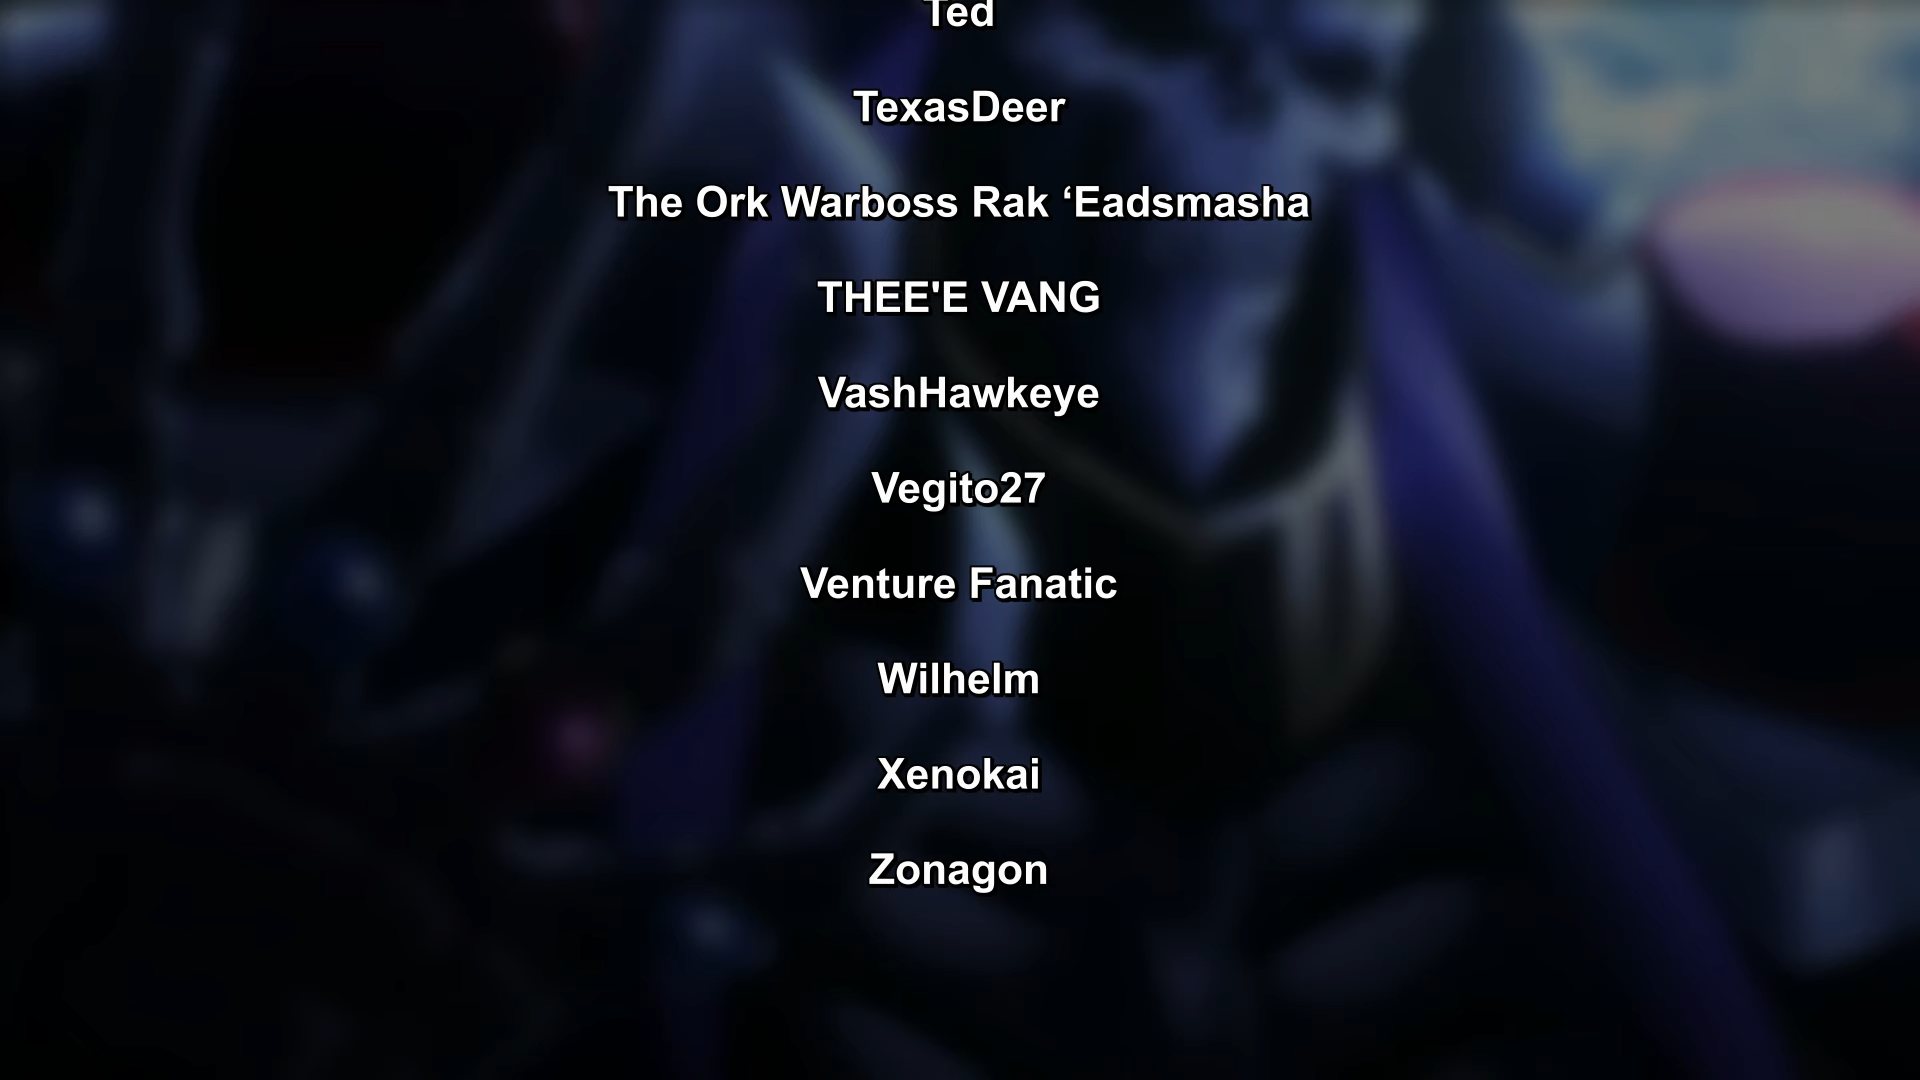 Ted
TexasDeer
The Ork Warboss Rak ‘Eadsmasha
THEE'E VANG
VashHawkeye
Vegito27
Venture Fanatic
Wilhelm
Xenokai
Zonagon